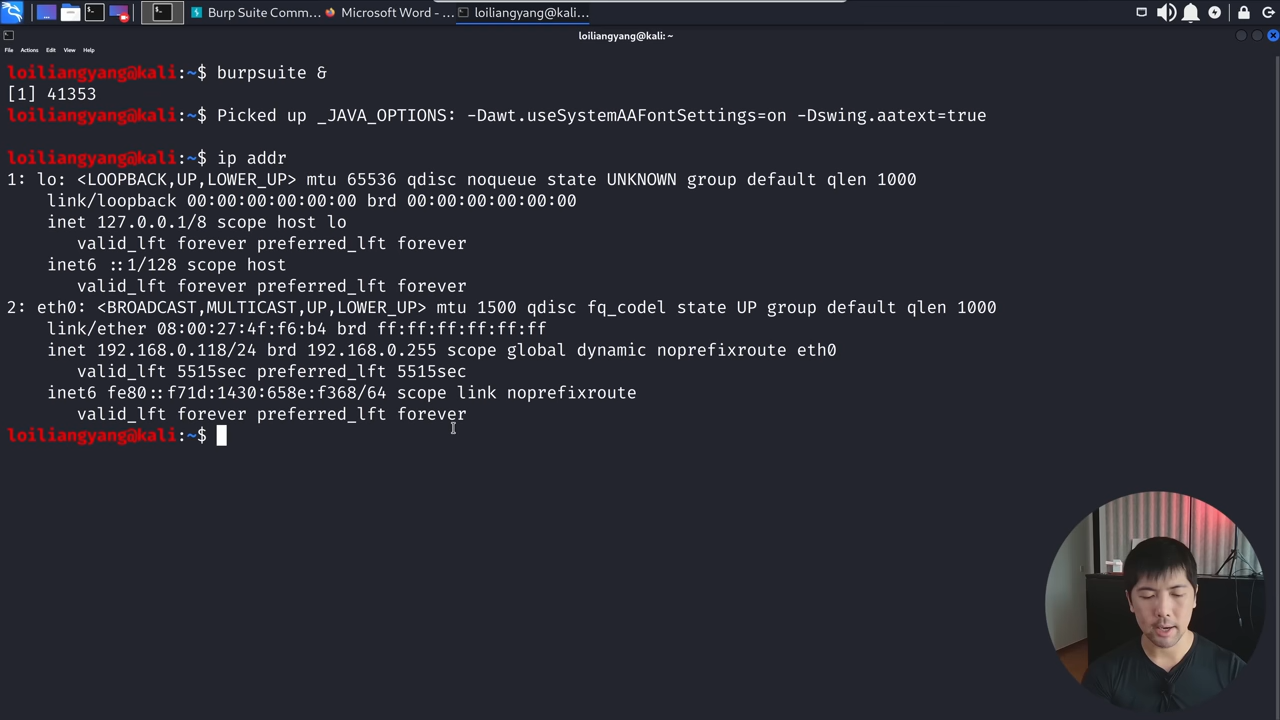 Burp Suite Comm...
Microsoft Word - ...
loiliangyang@kali...
loiliangyang@kali: ~
File Actions Edit View Help
loiliangyang@kali:~$ burpsuite &
[1] 41353
loiliangyang@kali:~$ Picked up _JAVA_OPTIONS: -Dawt.useSystemAAFontSettings=on -Dswing.aatext=true
loiliangyang@kali:~$ ip addr
1: lo: <LOOPBACK,UP,LOWER_UP> mtu 65536 qdisc noqueue state UNKNOWN group default qlen 1000
link/loopback 00:00:00:00:00:00 brd 00:00:00:00:00:00
inet 127.0.0.1/8 scope host lo
valid_lft forever preferred_lft forever
inet6 ::1/128 scope host
valid_lft forever preferred_lft forever
2: eth0: <BROADCAST,MULTICAST,UP,LOWER_UP> mtu 1500 qdisc fq_codel state UP group default qlen 1000
link/ether 08:00:27:4f:f6:b4 brd ff:ff:ff:ff:ff:ff
inet 192.168.0.118/24 brd 192.168.0.255 scope global dynamic noprefixroute eth0
valid_lft 5515sec preferred_lft 5515sec
inet6 fe80::f71d:1430:658e:f368/64 scope link noprefixroute
valid_lft forever preferred_lft forever
loiliangyang@kali:~$